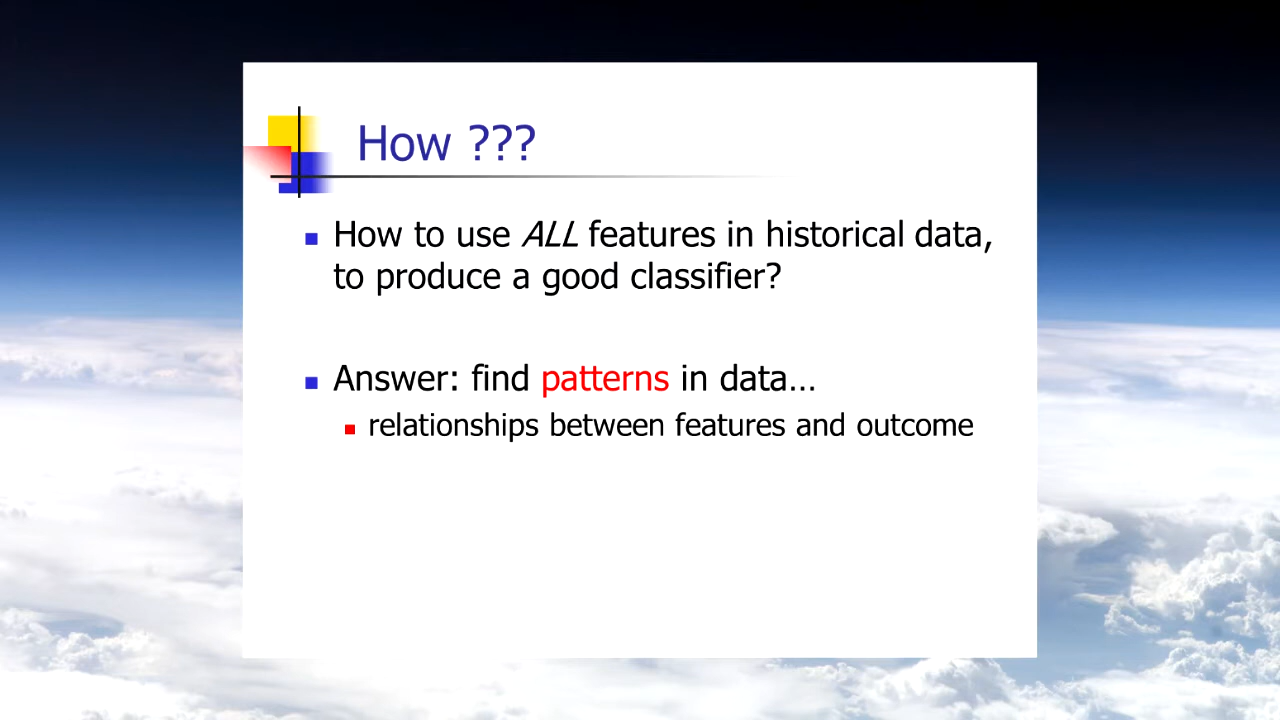 How ???
How to use ALL features in historical data,
to produce a good classifier?
Answer: find patterns in data…
relationships between features and outcome